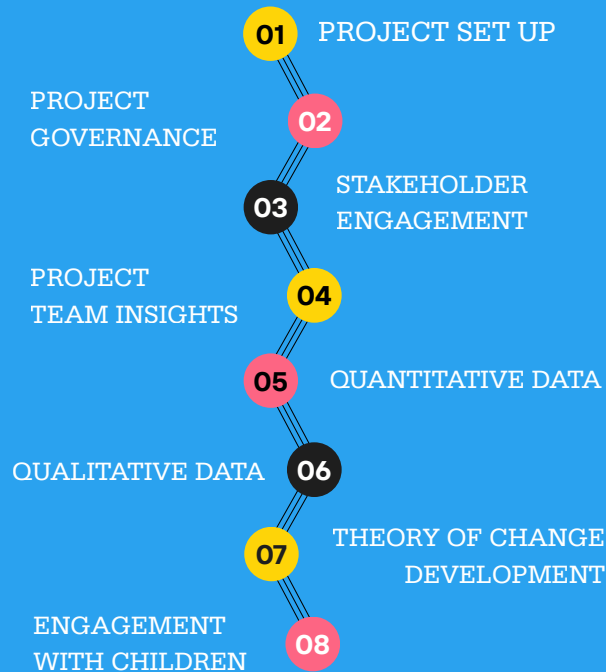 01 PROJECT SET UP
PROJECT
GOVERNANCE
02
03
STAKEHOLDER
ENGAGEMENT
PROJECT
TEAM INSIGHTS
04
05 QUANTITATIVE DATA
QUALITATIVE DATA 06
07
THEORY OF CHANGE
DEVELOPMENT
ENGAGEMENT
WITH CHILDREN
08